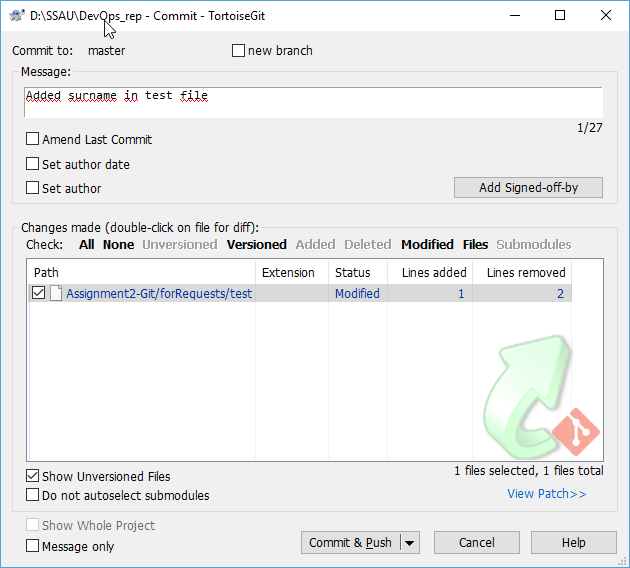 D:\SSAU\DevOps_rep - Commit - TortoiseGit
Commit to: master new branch
Message:
Added surname in test file
1/27
Amend Last Commit
Set author date
Set author
Add Signed-off-by
Changes made (double-click on file for diff):
Check: All None Unversioned Versioned Added Deleted Modified Files Submodules
Path Extension Status Lines added Lines removed
Assignment2-Git/forRequests/test Modified 1 2
Show Unversioned Files
1 files selected, 1 files total
Do not autoselect submodules
View Patch>>
Show Whole Project
Message only
Commit & Push Cancel Help